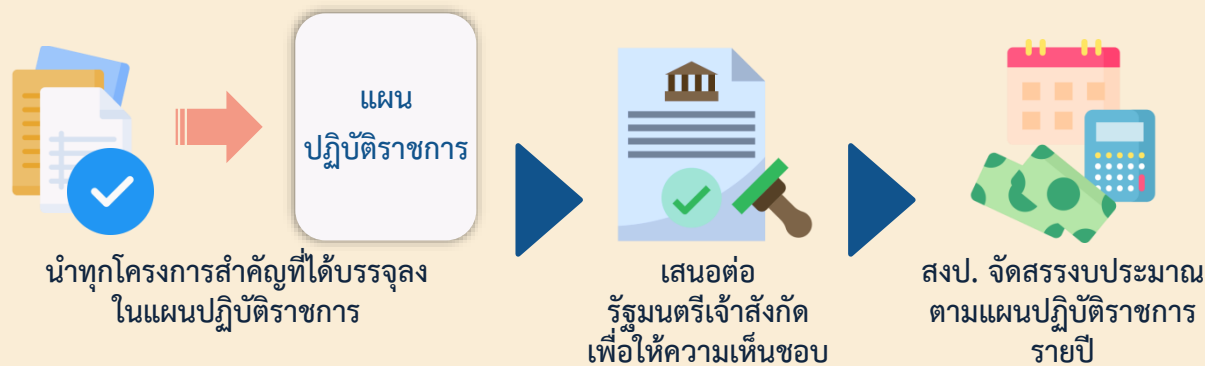 แผน
ปฏิบัติราชการ
นำทุกโครงการสำคัญที่ได้บรรจุลง
ในแผนปฏิบัติราชการ
เสนอต่อ
รัฐมนตรีเจ้าสังกัด
เพื่อให้ความเห็นชอบ
สงป. จัดสรรงบประมาณ
ตามแผนปฏิบัติราชการ
รายปี